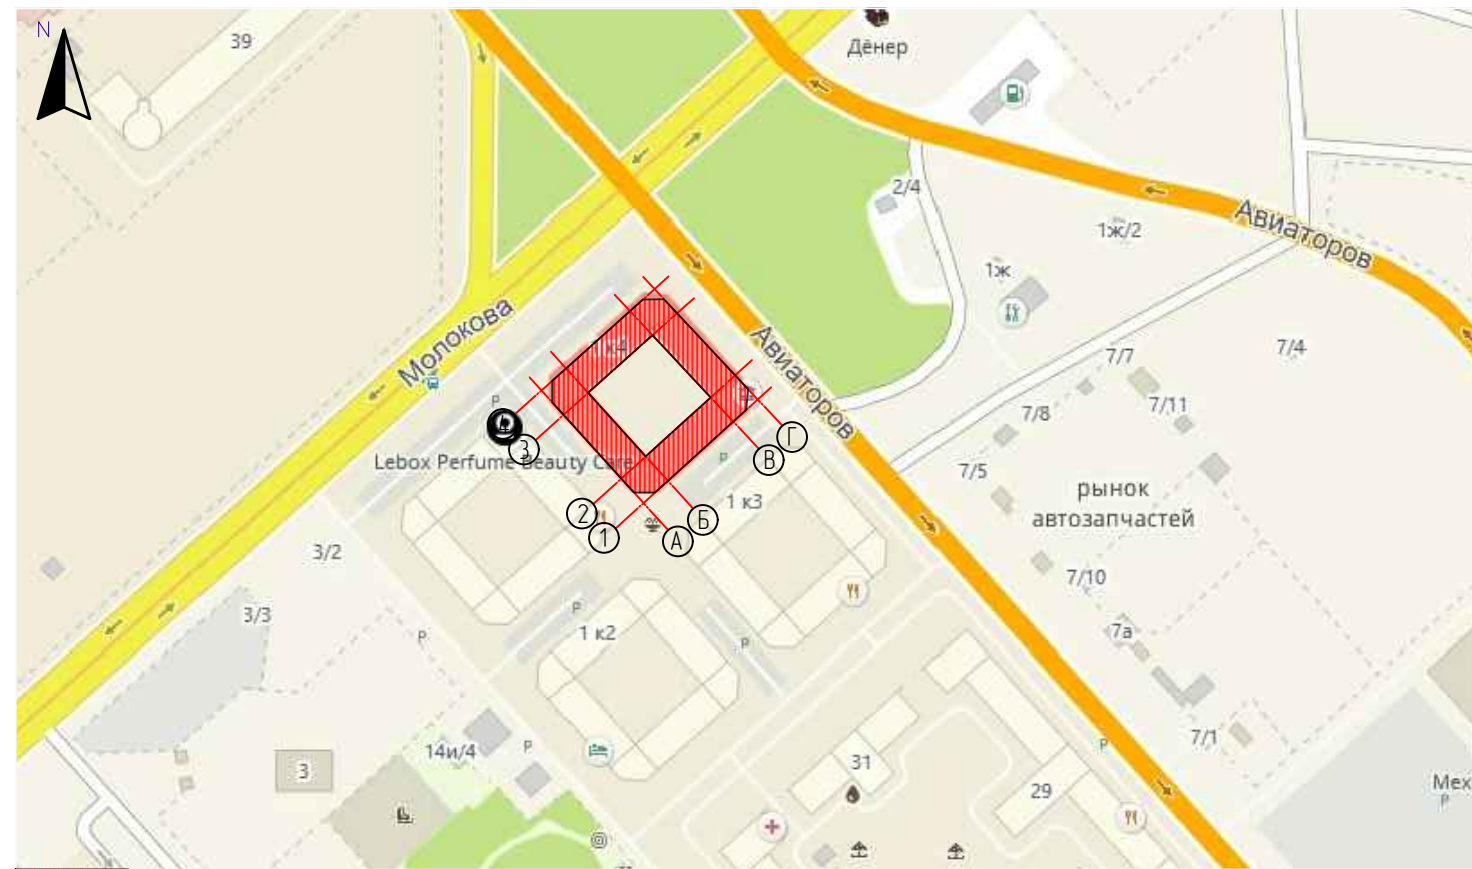 N
39
Дёнер
2/4
Авиаторов
1ж/2
1ж
Молокова
1 к4
Авиаторов
7/7
7/4
P
7/11
7/8
4
3
Г
В
Lebox Perfume Beauty Care
P
7/5
рынок
автозапчастей
1 к3
2
1
А
Б
3/2
7/10
3/3
P
1 к2
P
P
7а
14и/4
P
P
7/1
3
31
29
Мех
P